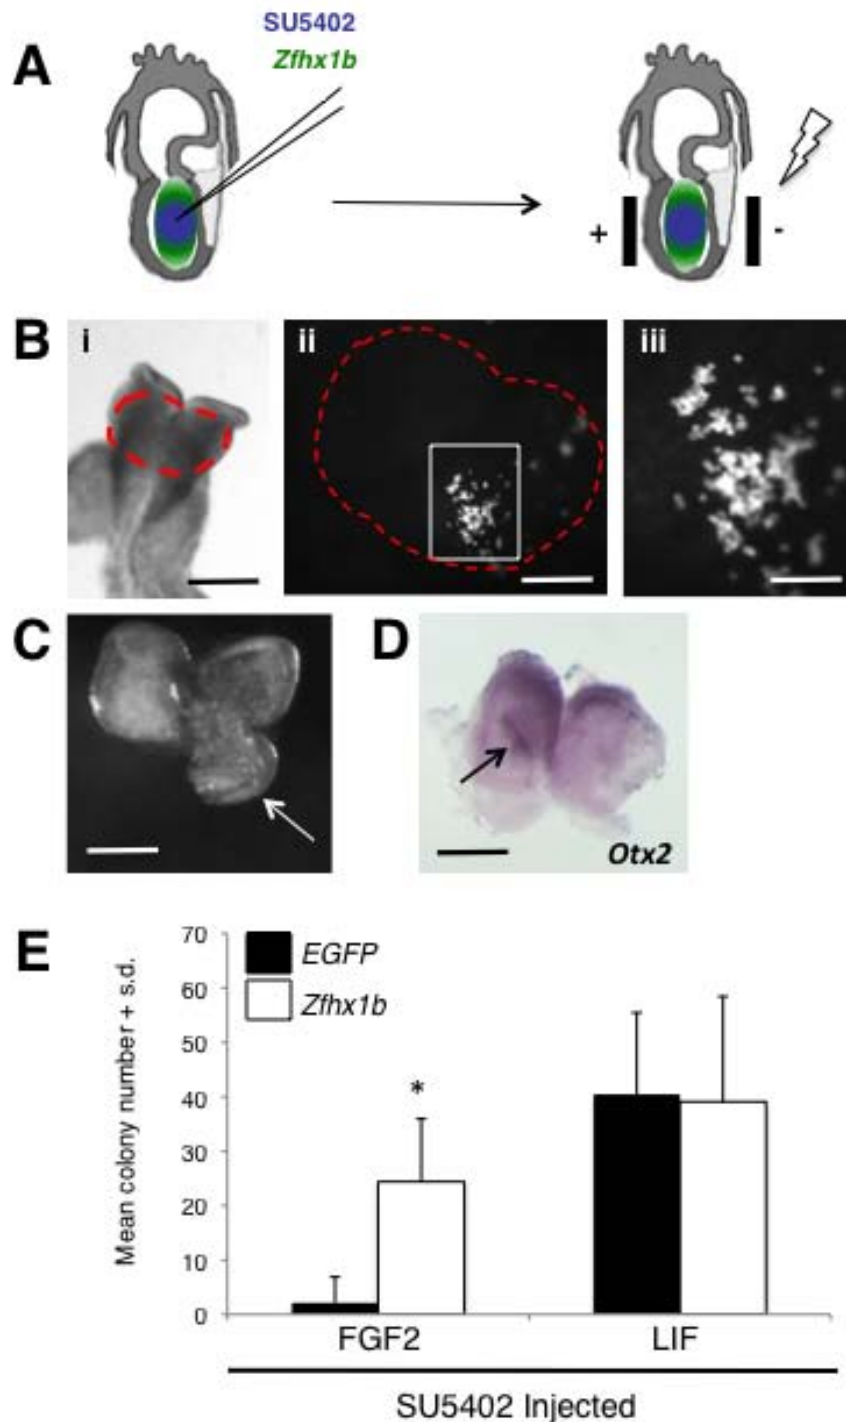 A
SU5402
Zfhx1b
+
-
B
i
ii
iii
C
D
Otx2
E
Mean colony number + s.d.
70
60
50
40
30
20
10
0
EGFP
Zfhx1b
*
FGF2
LIF
SU5402 Injected